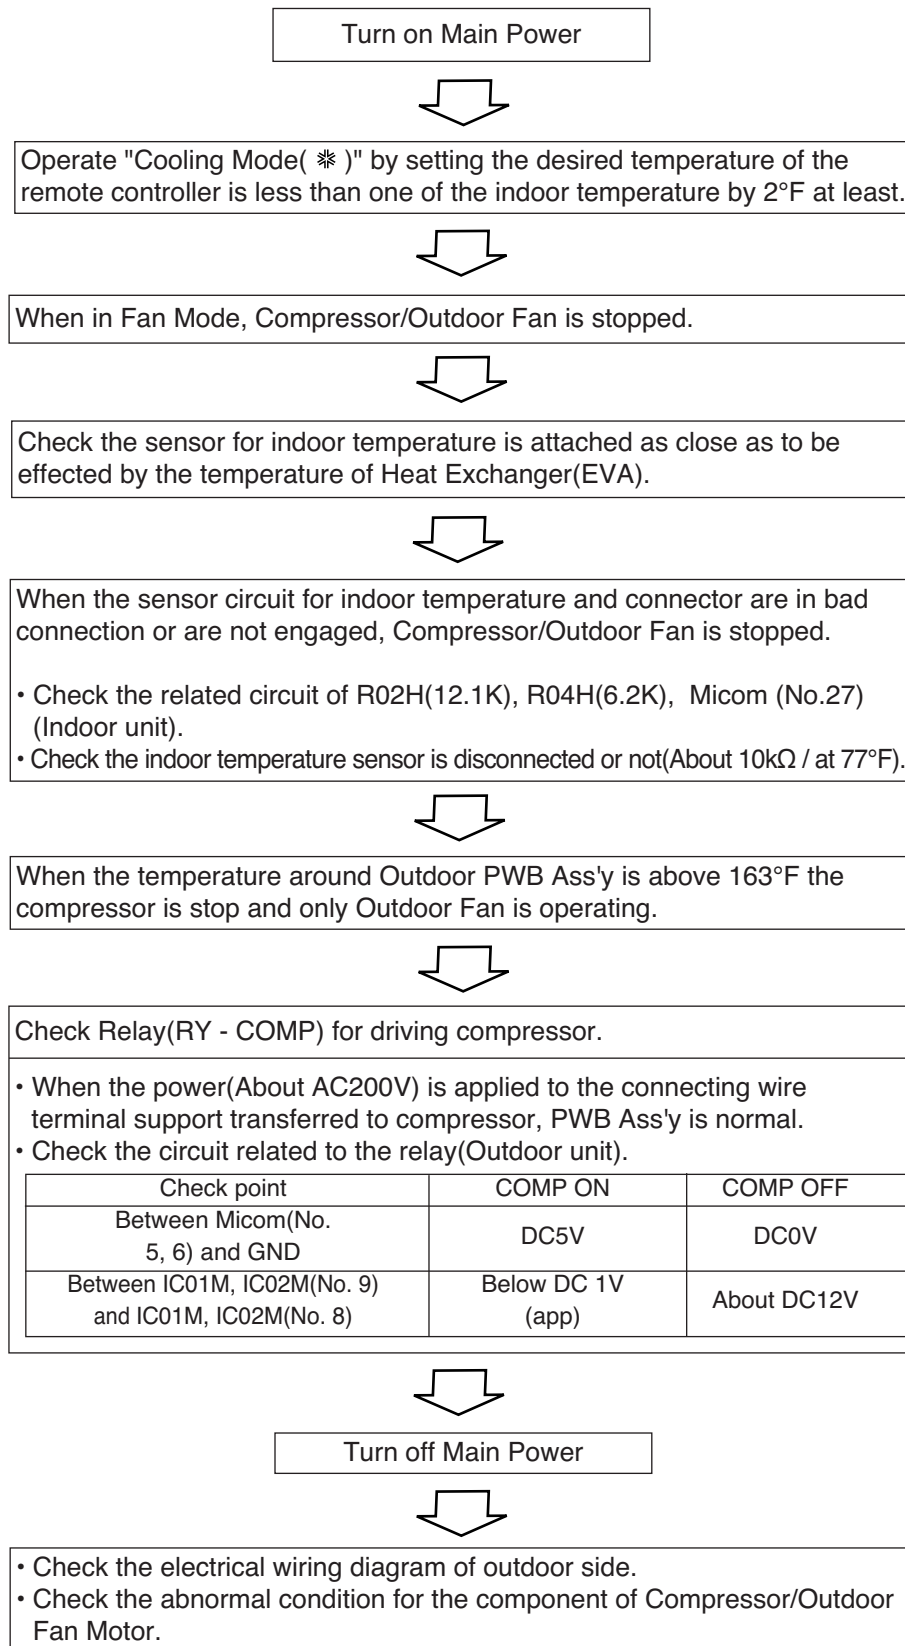 Turn on Main Power
Operate "Cooling Mode( ❋ )" by setting the desired temperature of the
remote controller is less than one of the indoor temperature by 2°F at least.
When in Fan Mode, Compressor/Outdoor Fan is stopped.
Check the sensor for indoor temperature is attached as close as to be
effected by the temperature of Heat Exchanger(EVA).
When the sensor circuit for indoor temperature and connector are in bad
connection or are not engaged, Compressor/Outdoor Fan is stopped.
• Check the related circuit of R02H(12.1K), R04H(6.2K), Micom (No.27)
(Indoor unit).
• Check the indoor temperature sensor is disconnected or not(About 10kΩ / at 77°F).
When the temperature around Outdoor PWB Ass'y is above 163°F the
compressor is stop and only Outdoor Fan is operating.
Check Relay(RY - COMP) for driving compressor.
• When the power(About AC200V) is applied to the connecting wire
terminal support transferred to compressor, PWB Ass'y is normal.
• Check the circuit related to the relay(Outdoor unit).
Check point COMP ON COMP OFF
Between Micom(No.
5, 6) and GND DC5V DC0V
Between IC01M, IC02M(No. 9)
and IC01M, IC02M(No. 8) Below DC 1V
(app) About DC12V
Turn off Main Power
• Check the electrical wiring diagram of outdoor side.
• Check the abnormal condition for the component of Compressor/Outdoor
Fan Motor.